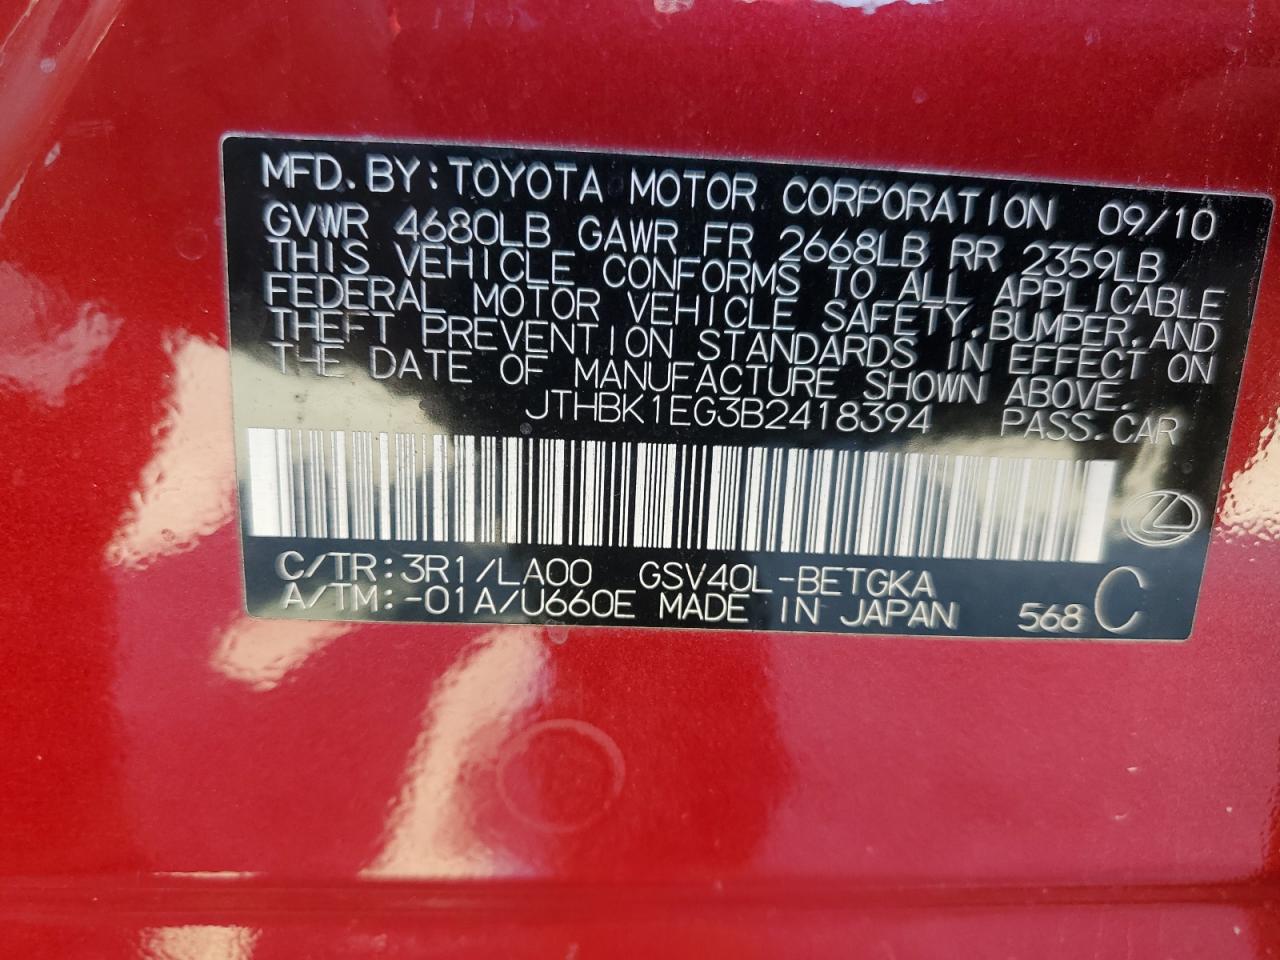 MFD.BY:TOYOTA MOTOR CORPORATION 09/10
GVWR 4680LB GAWR FR 2668LB RR 2359LB
THIS VEHICLE CONFORMS TO ALL APPLICABLE
FEDERAL MOTOR VEHICLE SAFETY,BUMPER,AND
THEFT PREVENTION STANDARDS IN EFFECT ON
THE DATE OF MANUFACTURE SHOWN ABOVE.
JTHBK1EG3B2418394 PASS.CAR
C/TR:3R1/LA00 GSV40L-BETGKA
A/TM:-01A/U660E MADE IN JAPAN 568 C